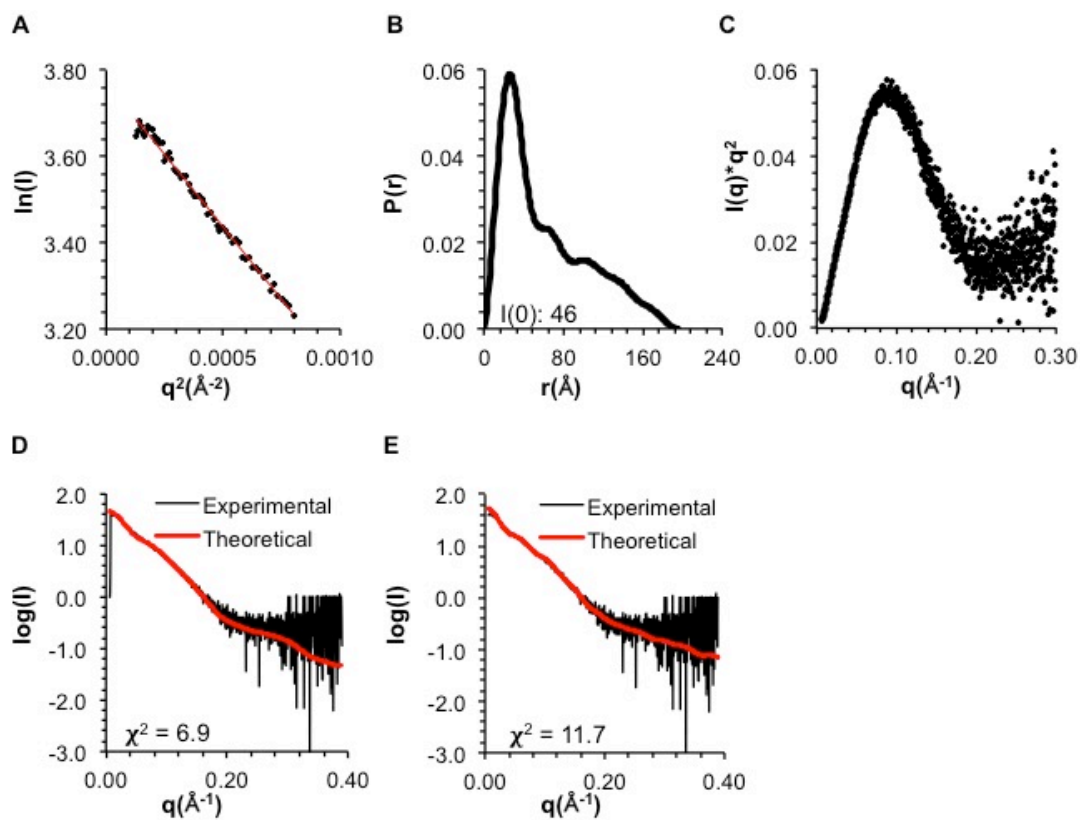 A
B
C
3.80
3.60
3.40
3.20
ln(I)
0.00000
0.0005
0.0010
q²(Å⁻²)
0.06
0.04
0.02
0.00
P(r)
I(0): 46
0
80
160
240
r(Å)
0.06
0.04
0.02
0.00
I(q)*q²
0.00
0.10
0.20
0.30
q(Å⁻¹)
D
E
2.0
1.0
0.0
-1.0
-2.0
-3.0
log(I)
Experimental
Theoretical
χ² = 6.9
0.00
0.20
0.40
q(Å⁻¹)
2.0
1.0
0.0
-1.0
-2.0
-3.0
log(I)
Experimental
Theoretical
χ² = 11.7
0.00
0.20
0.40
q(Å⁻¹)